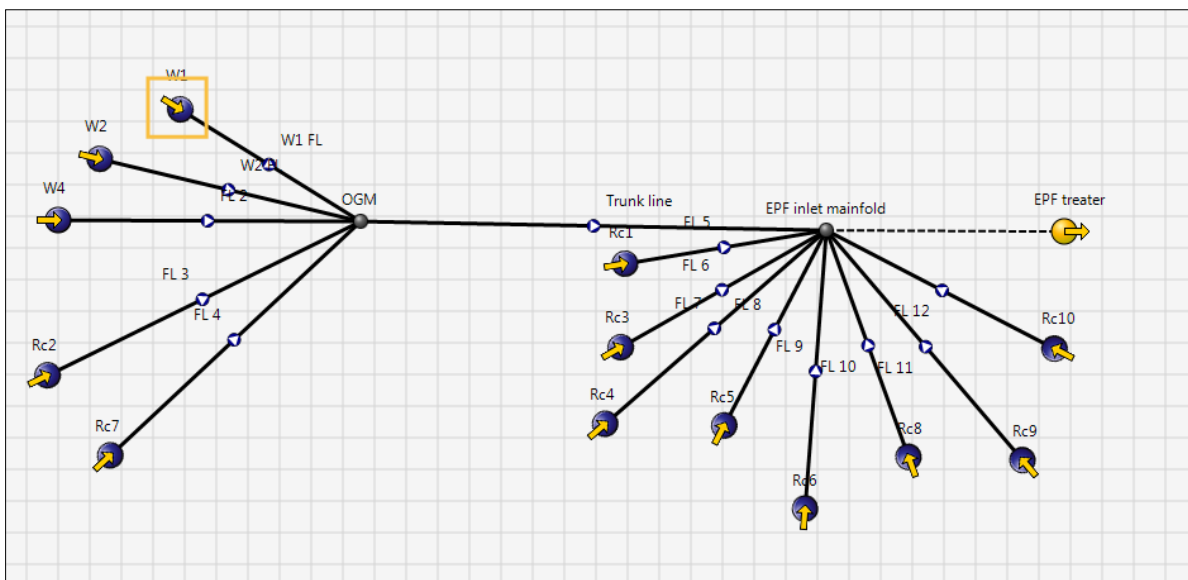 W1
W2
W1 FL
W2 FL
W4
FL 2
OGM
Trunk line
EPF inlet mainfold
EPF treater
FL 5
Rc1
FL 6
FL 3
FL 7
FL 8
FL 4
FL 12
Rc3
Rc10
FL 9
Rc2
FL 10
FL 11
Rc4
Rc5
Rc7
Rc8
Rc9
Rc6